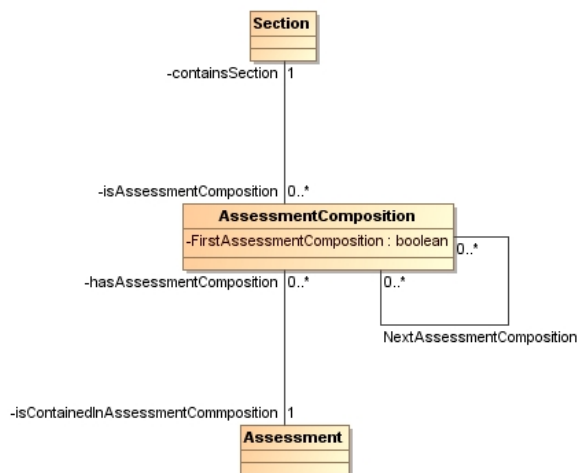 Section
-containsSection 1
-isAssessmentComposition 0..*
AssessmentComposition
-FirstAssessmentComposition : boolean
0..*
-hasAssessmentComposition 0..* 0..*
NextAssessmentComposition
-isContainedInAssessmentCommposition 1
Assessment